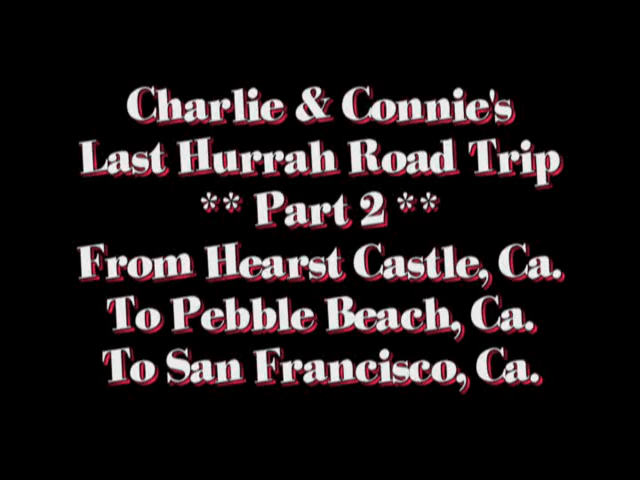 Charlie & Connie's
Last Hurrah Road Trip
** Part 2 **
From Hearst Castle, Ca.
To Pebble Beach, Ca.
To San Francisco, Ca.